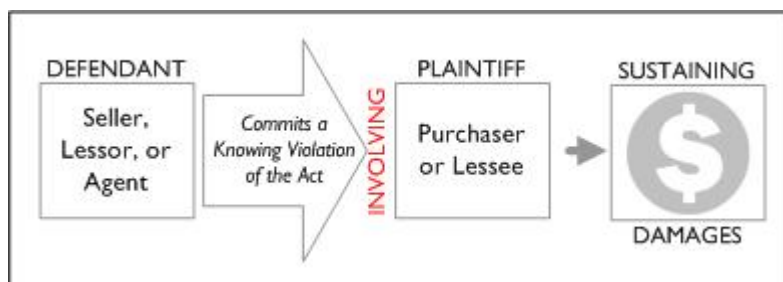 DEFENDANT
Seller,
Lessor, or
Agent
Commits a
Knowing Violation
of the Act
INVOLVING
PLAINTIFF
Purchaser
or Lessee
SUSTAINING
$
DAMAGES